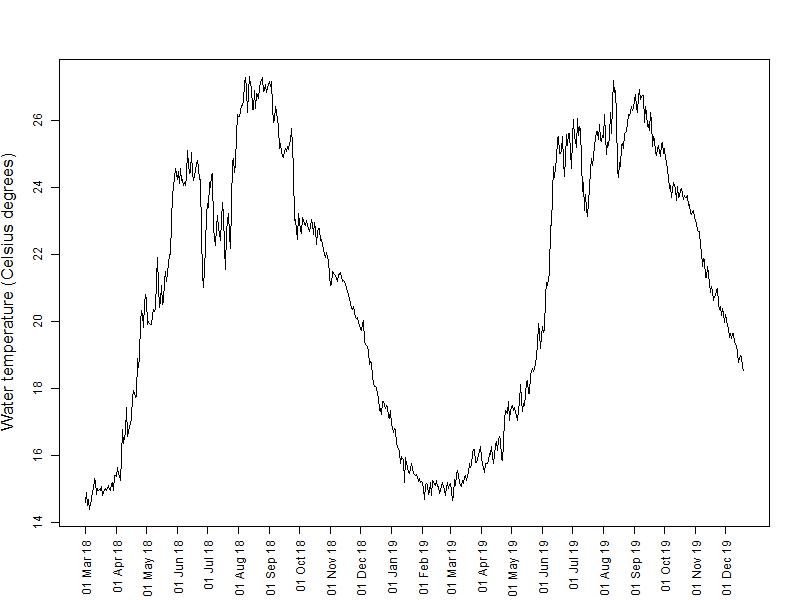 Water temperature (Celsius degrees)
26
24
22
20
18
16
14
01 Mar 18
01 Apr 18
01 May 18
01 Jun 18
01 Jul 18
01 Aug 18
01 Sep 18
01 Oct 18
01 Nov 18
01 Dec 18
01 Jan 19
01 Feb 19
01 Mar 19
01 Apr 19
01 May 19
01 Jun 19
01 Jul 19
01 Aug 19
01 Sep 19
01 Oct 19
01 Nov 19
01 Dec 19